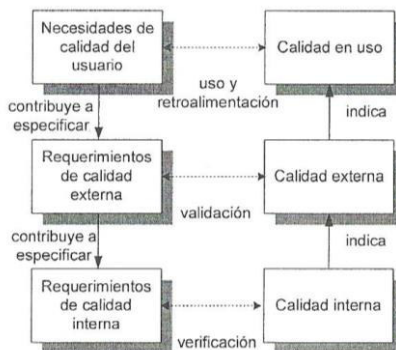 Necesidades de
calidad del
usuario
Calidad en uso
uso y
retroalimentación
contribuye a
especificar
indica
Requerimientos
de calidad
externa
Calidad externa
validación
contribuye a
especificar
indica
Requerimientos
de calidad
interna
Calidad interna
verificación